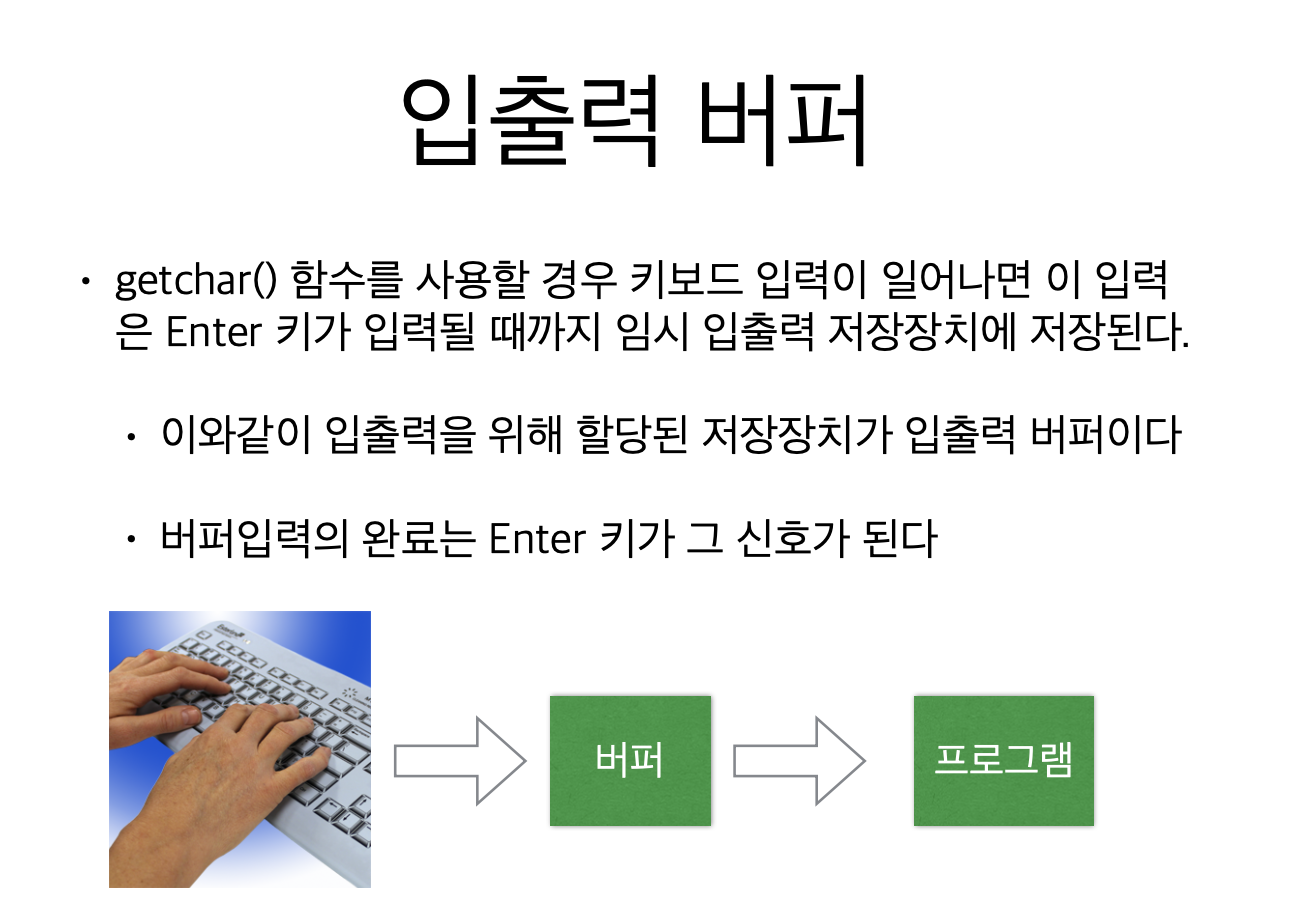 입출력 버퍼
• getchar() 함수를 사용할 경우 키보드 입력이 일어나면 이 입력
은 Enter 키가 입력될 때까지 임시 입출력 저장장치에 저장된다.
• 이와같이 입출력을 위해 할당된 저장장치가 입출력 버퍼이다
• 버퍼입력의 완료는 Enter 키가 그 신호가 된다
버퍼
프로그램